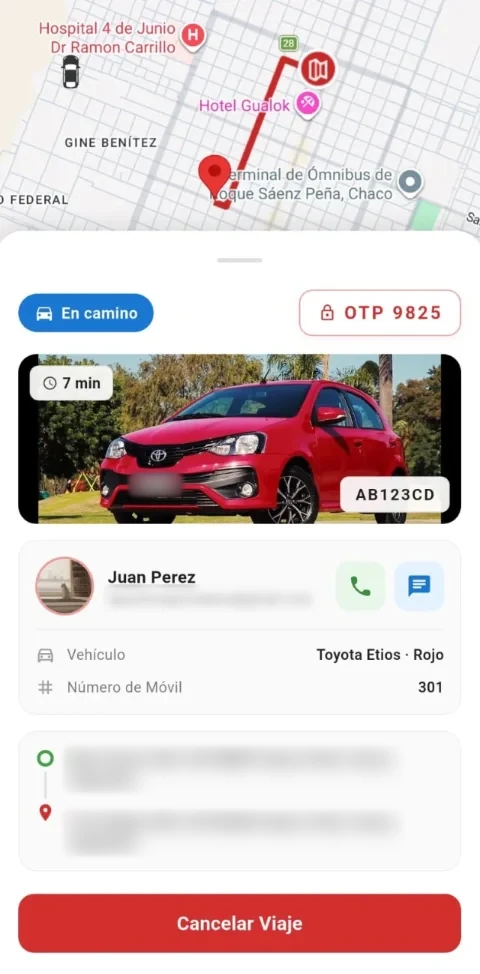 Hospital 4 de Junio
Dr Ramon Carrillo
H
28
Hotel Gualok
GINE BENÍTEZ
erminal de Ómnibus de
oque Sáenz Peña, Chaco
O FEDERAL
Sa
En camino
OTP 9825
7 min
AB123CD
Juan Perez
Vehículo
Toyota Etios · Rojo
Número de Móvil
301
Cancelar Viaje